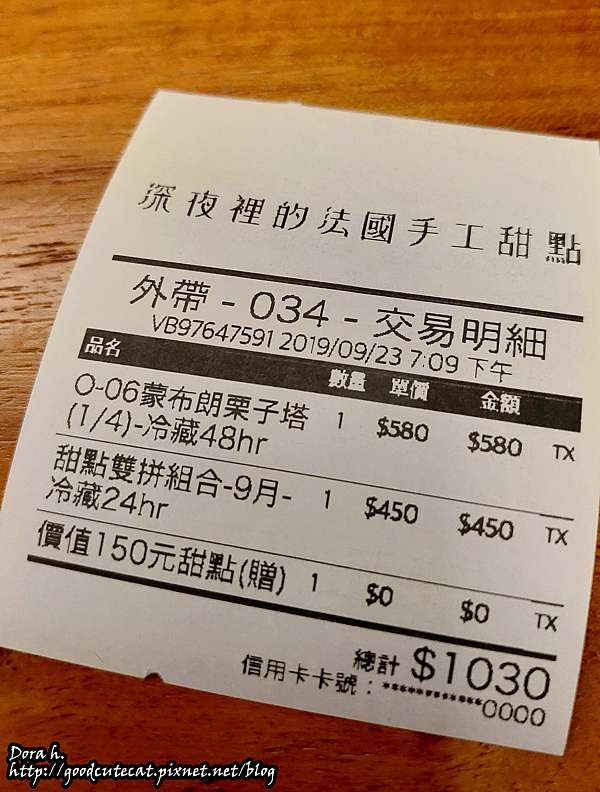 深夜裡的法國手工甜點
外帶 - 034 - 交易明細
VB97647591 2019/09/23 7:09 下午
品名 數量 單價 金額
O-06蒙布朗栗子塔 1 $580 $580 TX
(1/4)-冷藏48hr
甜點雙拼組合-9月- 1 $450 $450 TX
冷藏24hr
價值150元甜點(贈) 1 $0 $0 TX
總計 $1030
信用卡卡號：************0000
Dora h.
http://goodcutecat.pixnet.net/blog